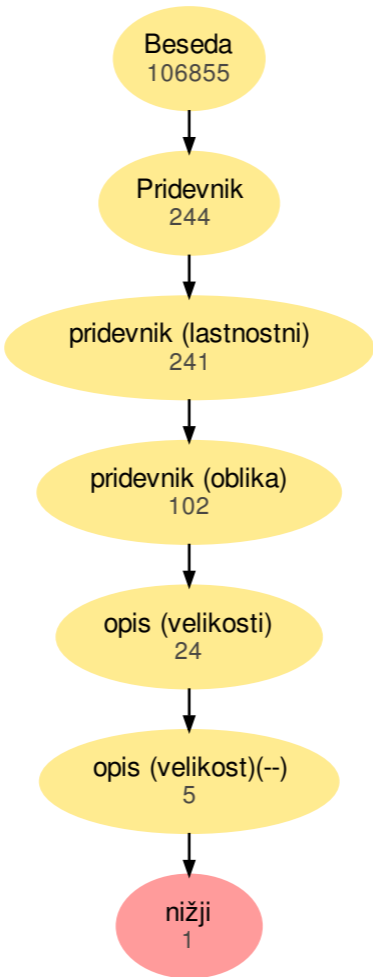 Beseda
106855
Pridevnik
244
pridevnik (lastnostni)
241
pridevnik (oblika)
102
opis (velikosti)
24
opis (velikost)(--)
5
nižji
1